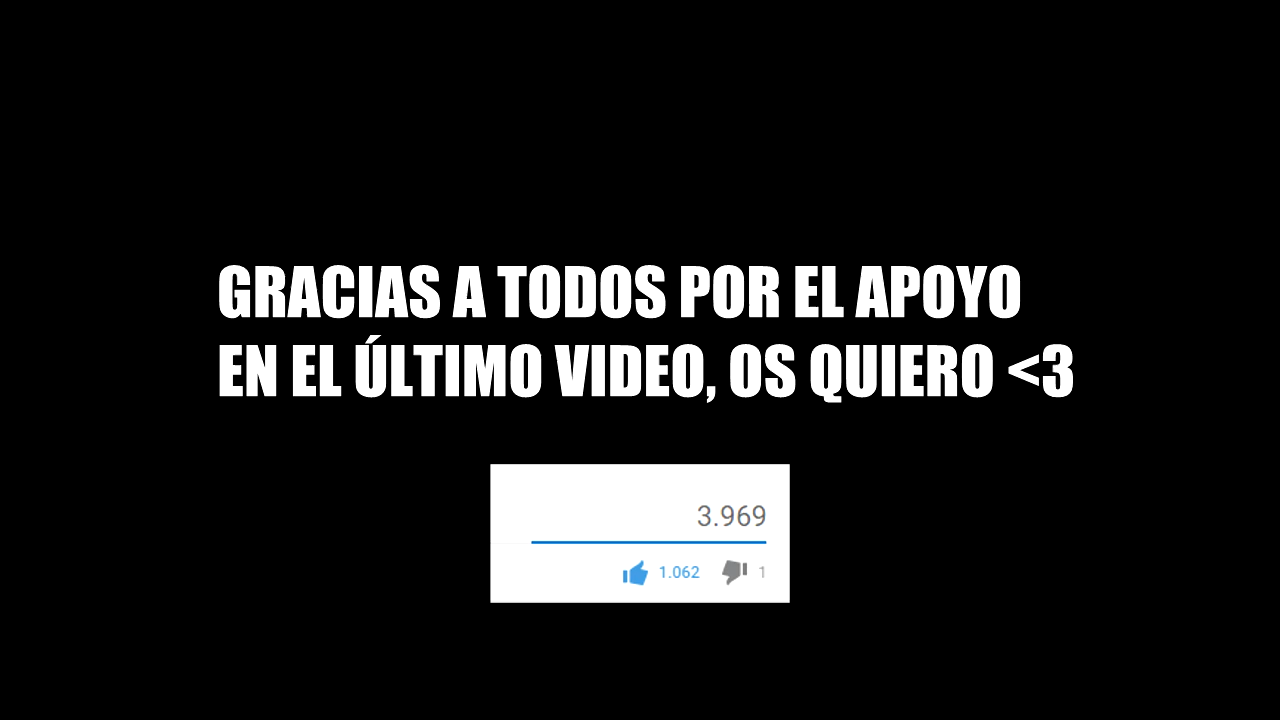 GRACIAS A TODOS POR EL APOYO
EN EL ÚLTIMO VIDEO, OS QUIERO <3
3.969
1.062 1